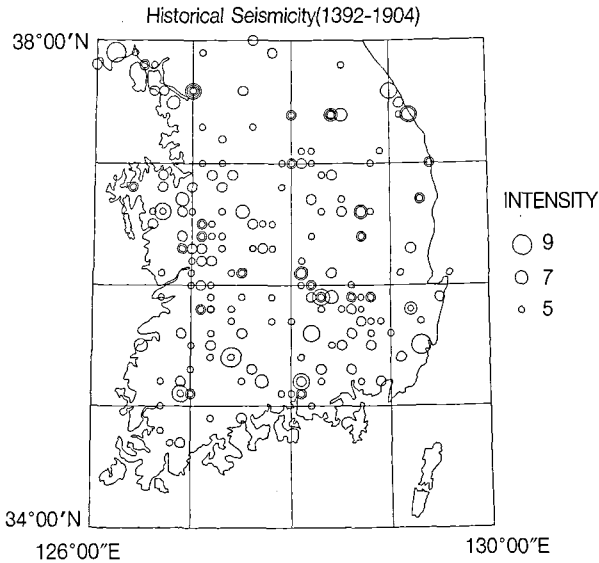 Historical Seismicity(1392-1904)
38°00′N
INTENSITY
9
7
5
34°00′N
126°00″E
130°00″E